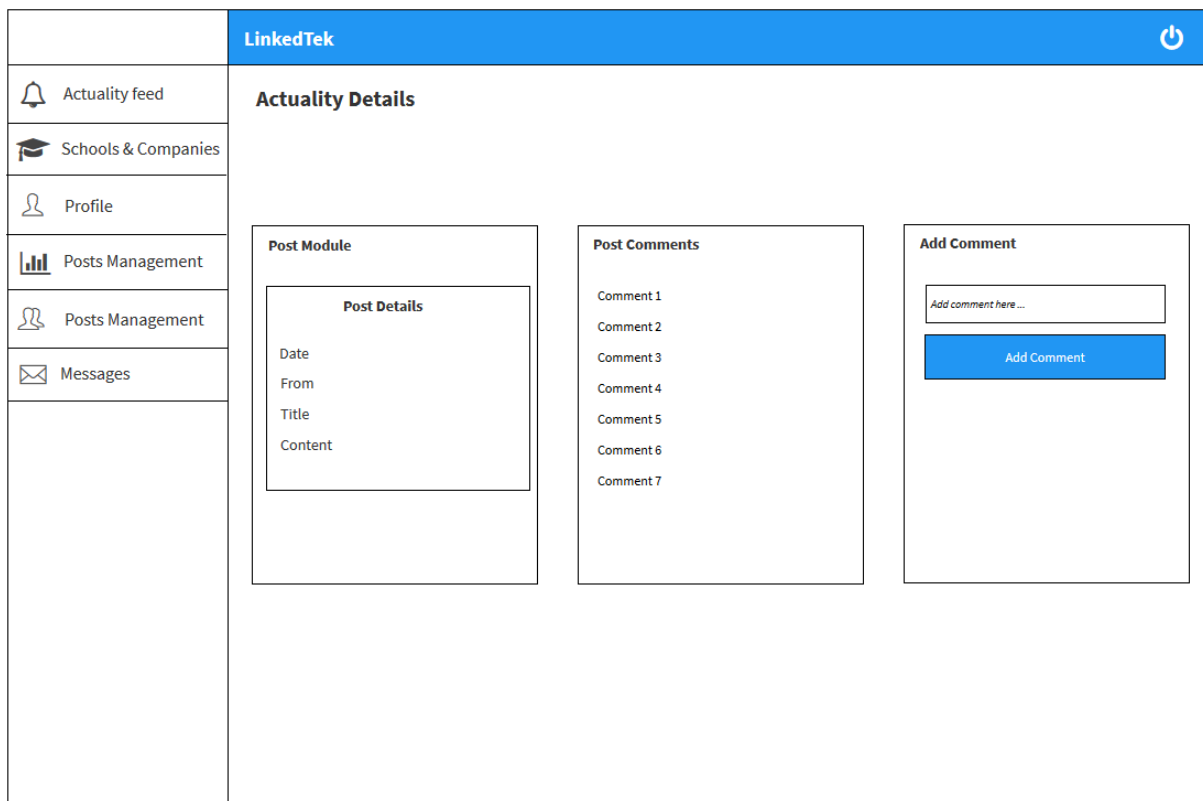 LinkedTek
Actuality feed
Schools & Companies
Profile
Posts Management
Posts Management
Messages
Actuality Details
Post Module
Post Details
Date
From
Title
Content
Post Comments
Comment 1
Comment 2
Comment 3
Comment 4
Comment 5
Comment 6
Comment 7
Add Comment
Add comment here ...
Add Comment